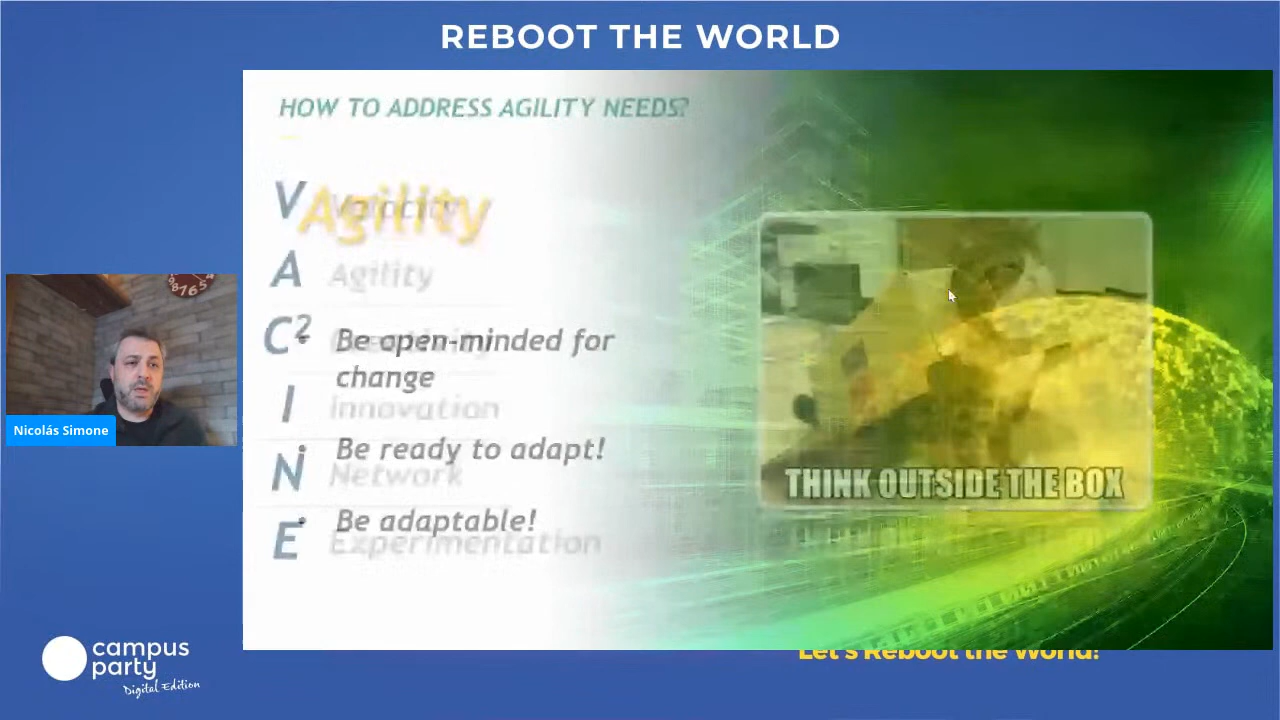 REBOOT THE WORLD
HOW TO ADDRESS AGILITY NEEDS?
Agility
V Velocity
A Agility
C² Creativity
• Be open-minded for
change
I Innovation
• Be ready to adapt!
N Network
• Be adaptable!
E Experimentation
THINK OUTSIDE THE BOX
Nicolás Simone
campus
party
Digital Edition
Let's Reboot the World!